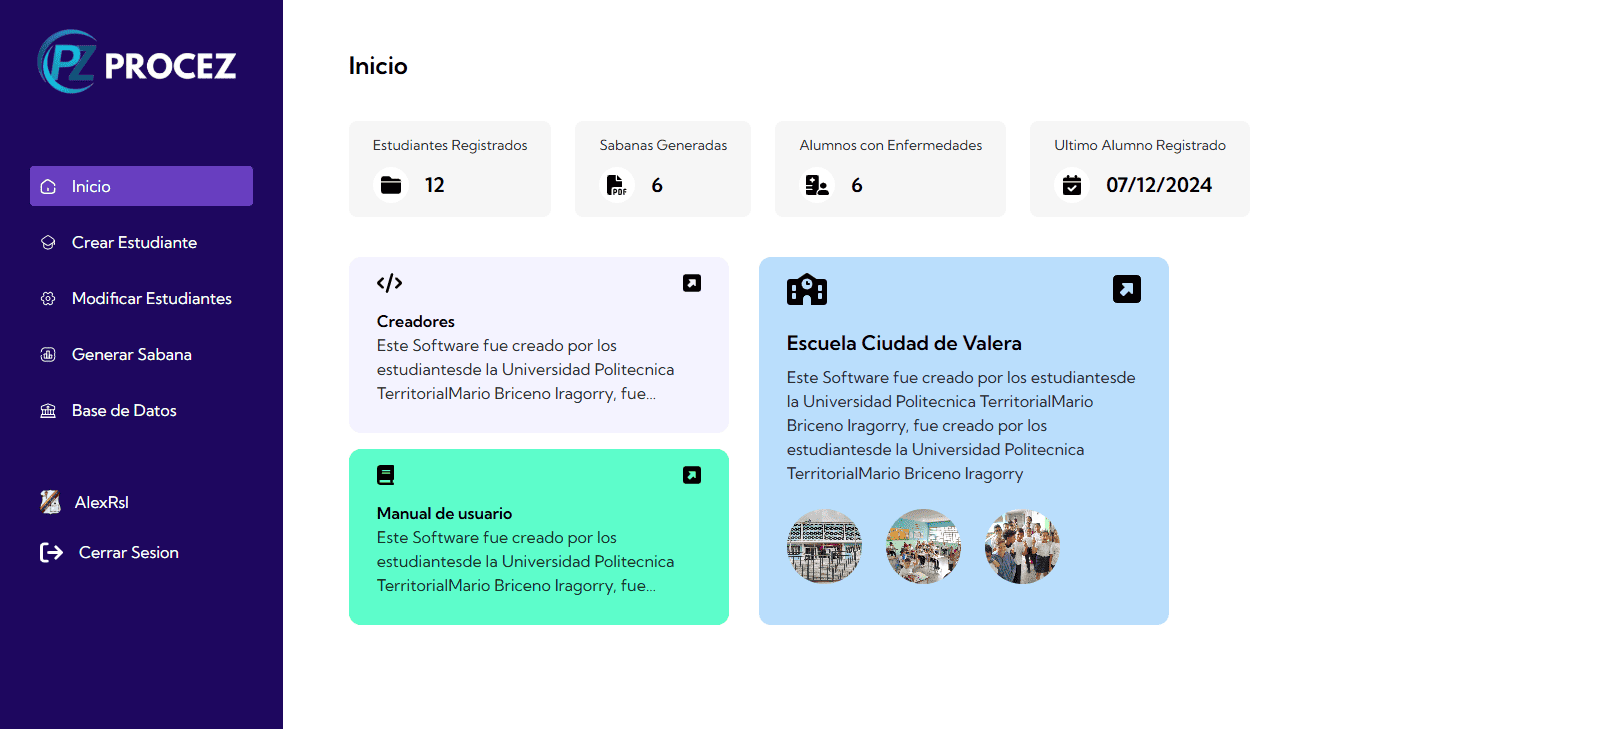 PZ PROCEZ
Inicio
Crear Estudiante
Modificar Estudiantes
Generar Sabana
Base de Datos
AlexRsl
Cerrar Sesion
Inicio
Estudiantes Registrados
12
Sabanas Generadas
PDF
6
Alumnos con Enfermedades
6
Ultimo Alumno Registrado
07/12/2024
</>
Creadores
Este Software fue creado por los
estudiantesde la Universidad Politecnica
TerritorialMario Briceno Iragorry, fue...
Manual de usuario
Este Software fue creado por los
estudiantesde la Universidad Politecnica
TerritorialMario Briceno Iragorry, fue...
Escuela Ciudad de Valera
Este Software fue creado por los estudiantesde
la Universidad Politecnica TerritorialMario
Briceno Iragorry, fue creado por los
estudiantesde la Universidad Politecnica
TerritorialMario Briceno Iragorry